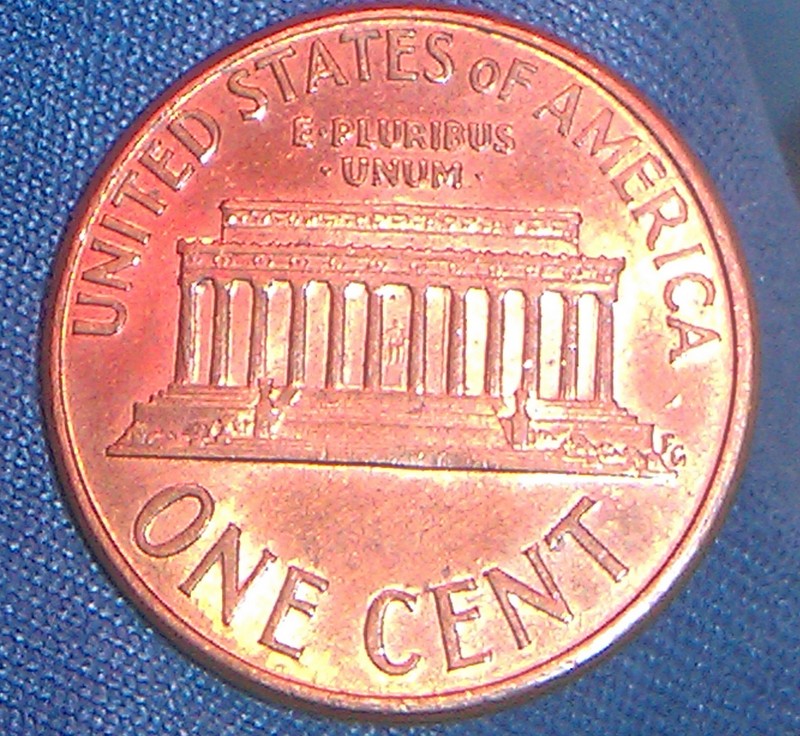 UNITED STATES OF AMERICA
E·PLURIBUS
·UNUM·
FG
ONE CENT